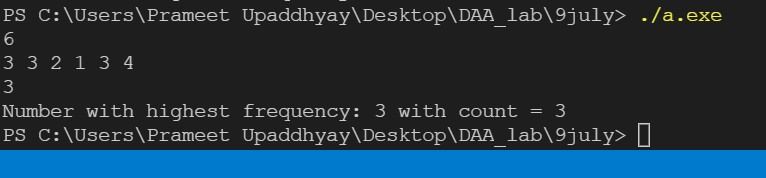 PS C:\Users\Prameet Upaddhyay\Desktop\DAA_lab\9july> ./a.exe
6
3 3 2 1 3 4
3
Number with highest frequency: 3 with count = 3
PS C:\Users\Prameet Upaddhyay\Desktop\DAA_lab\9july>